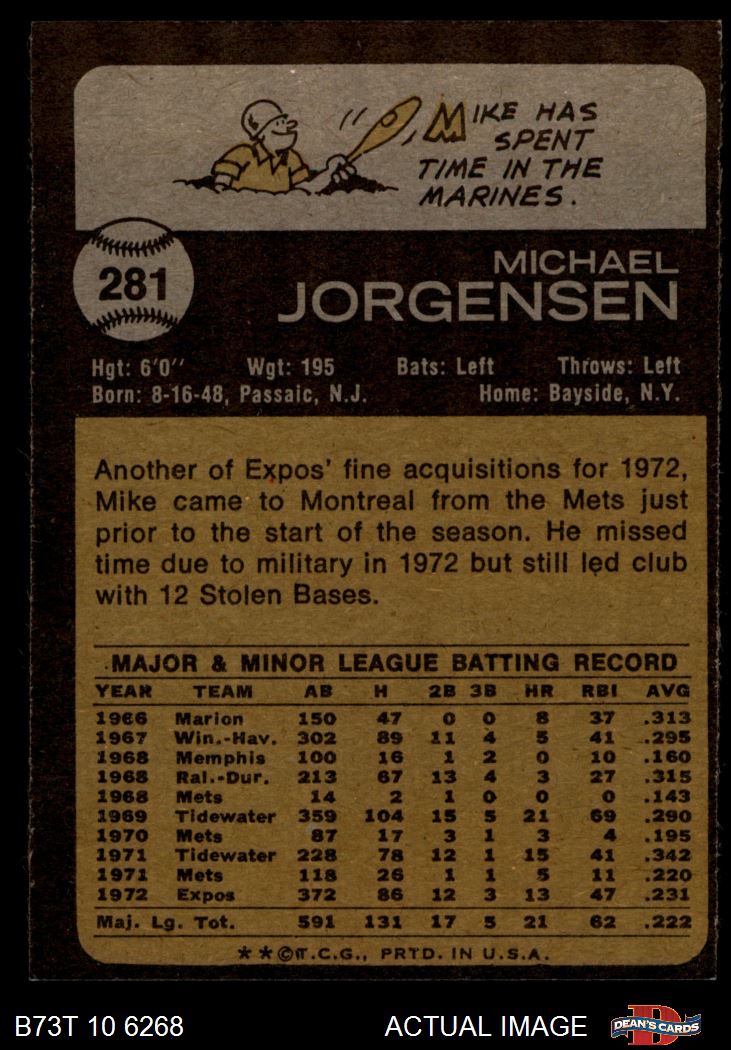 MIKE HAS
SPENT
TIME IN THE
MARINES.
281
MICHAEL
JORGENSEN
Hgt: 6'0'' Wgt: 195 Bats: Left Throws: Left
Born: 8-16-48, Passaic, N.J. Home: Bayside, N.Y.
Another of Expos' fine acquisitions for 1972,
Mike came to Montreal from the Mets just
prior to the start of the season. He missed
time due to military in 1972 but still led club
with 12 Stolen Bases.
MAJOR & MINOR LEAGUE BATTING RECORD
YEAR TEAM AB H 2B 3B HR RBI AVG
1966 Marion 150 47 0 0 8 37 .313
1967 Win.-Hav. 302 89 11 4 5 41 .295
1968 Memphis 100 16 1 2 0 10 .160
1968 Ral.-Dur. 213 67 13 4 3 27 .315
1968 Mets 14 2 1 0 0 0 .143
1969 Tidewater 359 104 15 5 21 69 .290
1970 Mets 87 17 3 1 3 4 .195
1971 Tidewater 228 78 12 1 15 41 .342
1971 Mets 118 26 1 1 5 11 .220
1972 Expos 372 86 12 3 13 47 .231
Maj. Lg. Tot. 591 131 17 5 21 62 .222
**©T.C.G., PRTD. IN U.S.A.
B73T 10 6268 ACTUAL IMAGE DEAN'S CARDS